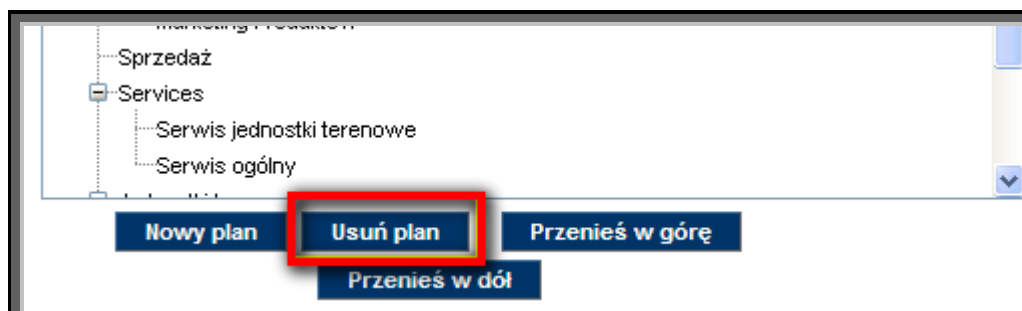 Sprzedaż
Services
Serwis jednostki terenowe
Serwis ogólny
Nowy plan Usuń plan Przenieś w górę
Przenieś w dół